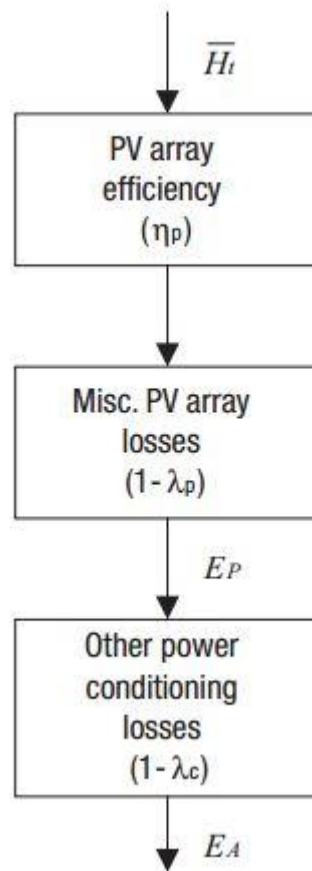 H̅t
PV array
efficiency
(ηp)
Misc. PV array
losses
(1- λp)
EP
Other power
conditioning
losses
(1- λc)
EA